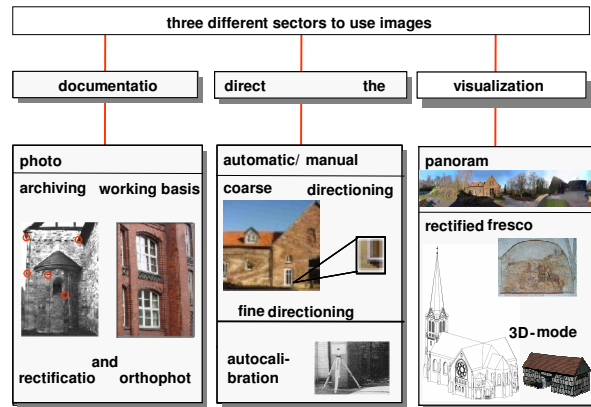 three different sectors to use images
documentatio
direct the
visualization
photo
archiving working basis
and
rectificatio orthophot
automatic/ manual
coarse directioning
fine directioning
autocali-
bration
panoram
rectified fresco
3D-mode